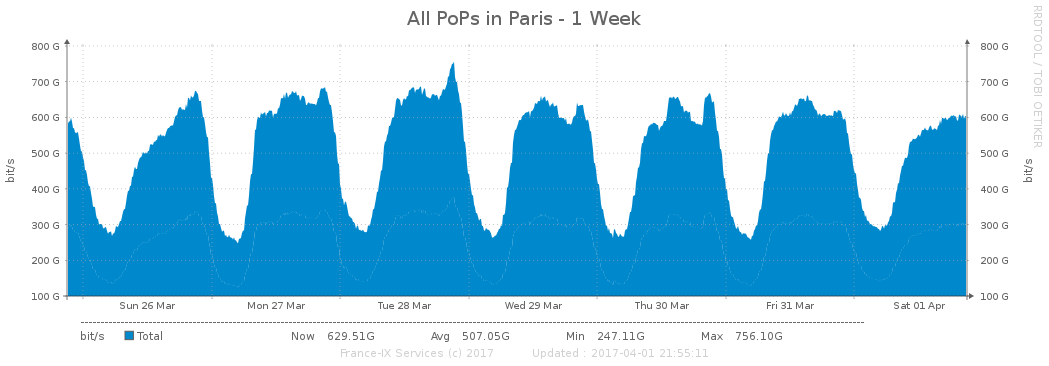 All PoPs in Paris - 1 Week
RRDTOOL / TOBI OETIKER
bit/s
800 G 800 G
700 G 700 G
600 G 600 G
500 G 500 G
400 G 400 G
300 G 300 G
200 G 200 G
100 G 100 G
bit/s
Sun 26 Mar Mon 27 Mar Tue 28 Mar Wed 29 Mar Thu 30 Mar Fri 31 Mar Sat 01 Apr
bit/s Total Now 629.51G Avg 507.05G Min 247.11G Max 756.10G
France-IX Services (c) 2017 Updated : 2017-04-01 21:55:11